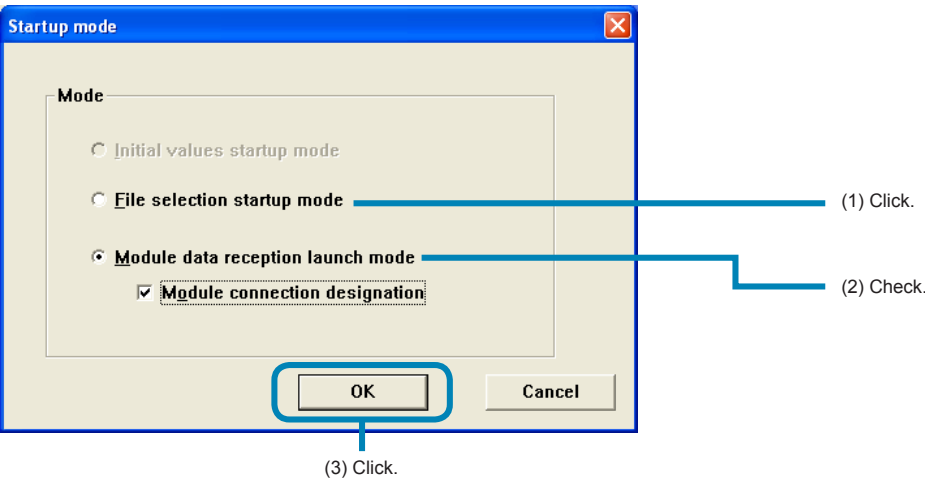 Startup mode
Mode
Initial values startup mode
File selection startup mode
(1) Click.
Module data reception launch mode
Module connection designation
(2) Check.
OK
Cancel
(3) Click.